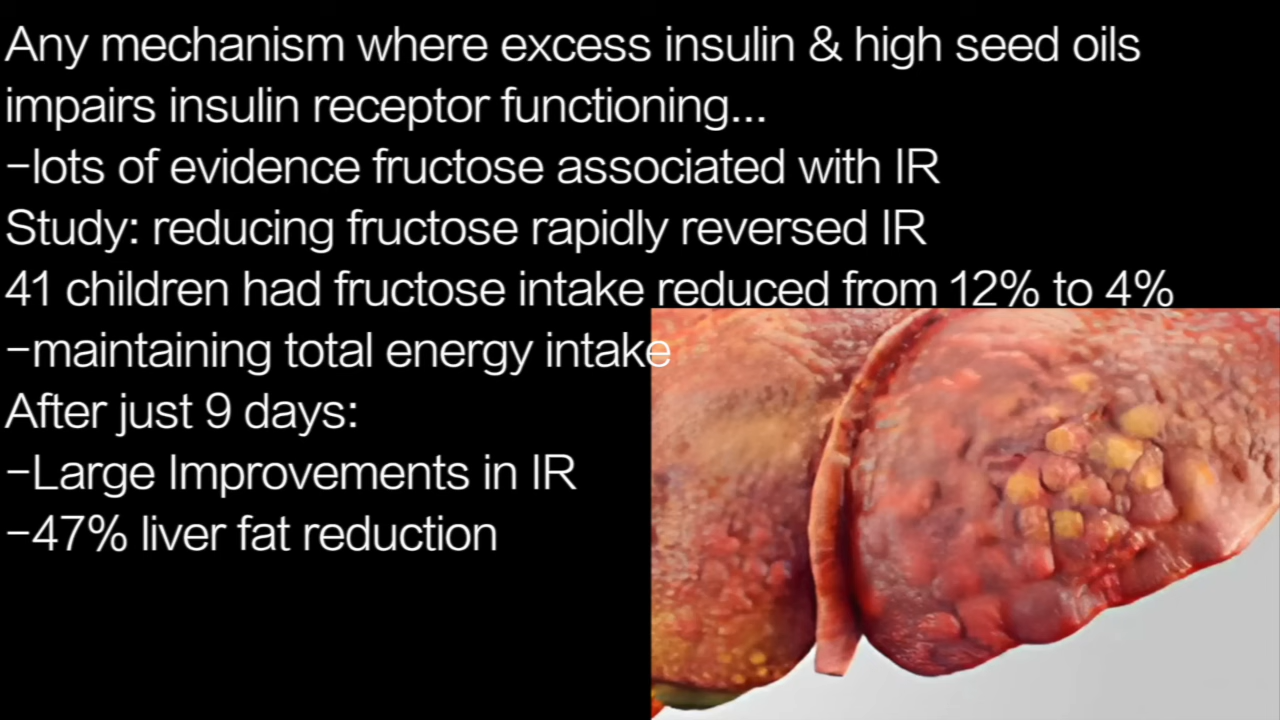 Any mechanism where excess insulin & high seed oils
impairs insulin receptor functioning...
−lots of evidence fructose associated with IR
Study: reducing fructose rapidly reversed IR
41 children had fructose intake reduced from 12% to 4%
−maintaining total energy intake
After just 9 days:
−Large Improvements in IR
−47% liver fat reduction